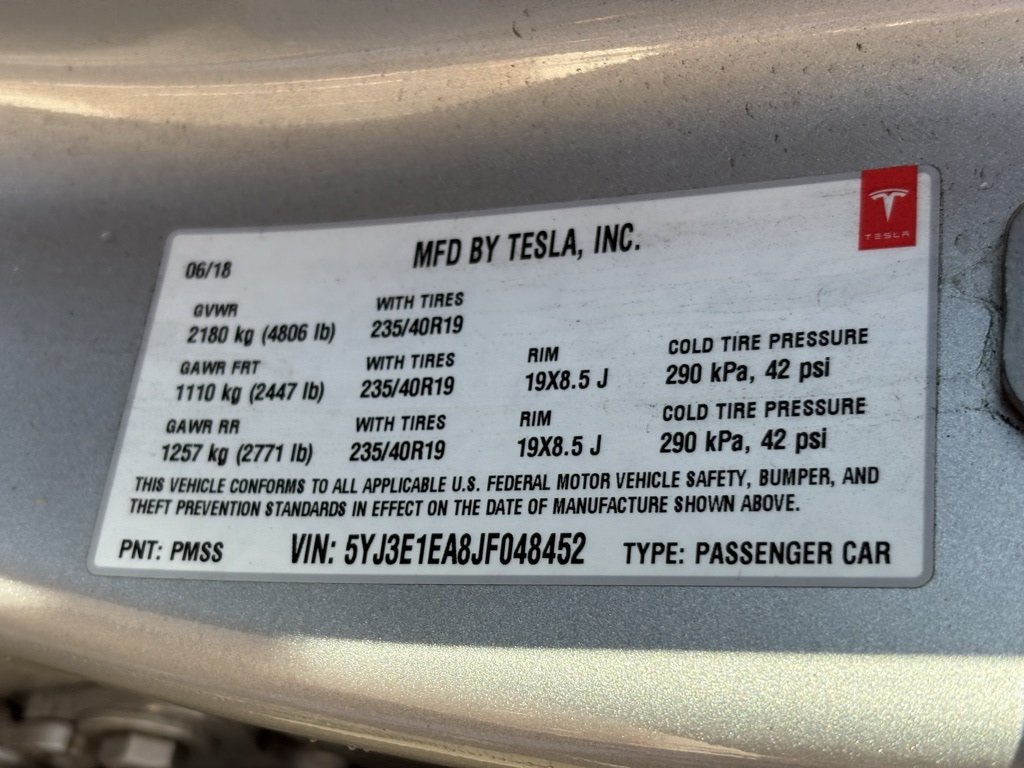 TESLA
MFD BY TESLA, INC.
06/18
GVWR WITH TIRES
2180 kg (4806 lb) 235/40R19
GAWR FRT WITH TIRES RIM COLD TIRE PRESSURE
1110 kg (2447 lb) 235/40R19 19X8.5 J 290 kPa, 42 psi
GAWR RR WITH TIRES RIM COLD TIRE PRESSURE
1257 kg (2771 lb) 235/40R19 19X8.5 J 290 kPa, 42 psi
THIS VEHICLE CONFORMS TO ALL APPLICABLE U.S. FEDERAL MOTOR VEHICLE SAFETY, BUMPER, AND
THEFT PREVENTION STANDARDS IN EFFECT ON THE DATE OF MANUFACTURE SHOWN ABOVE.
PNT: PMSS VIN: 5YJ3E1EA8JF048452 TYPE: PASSENGER CAR